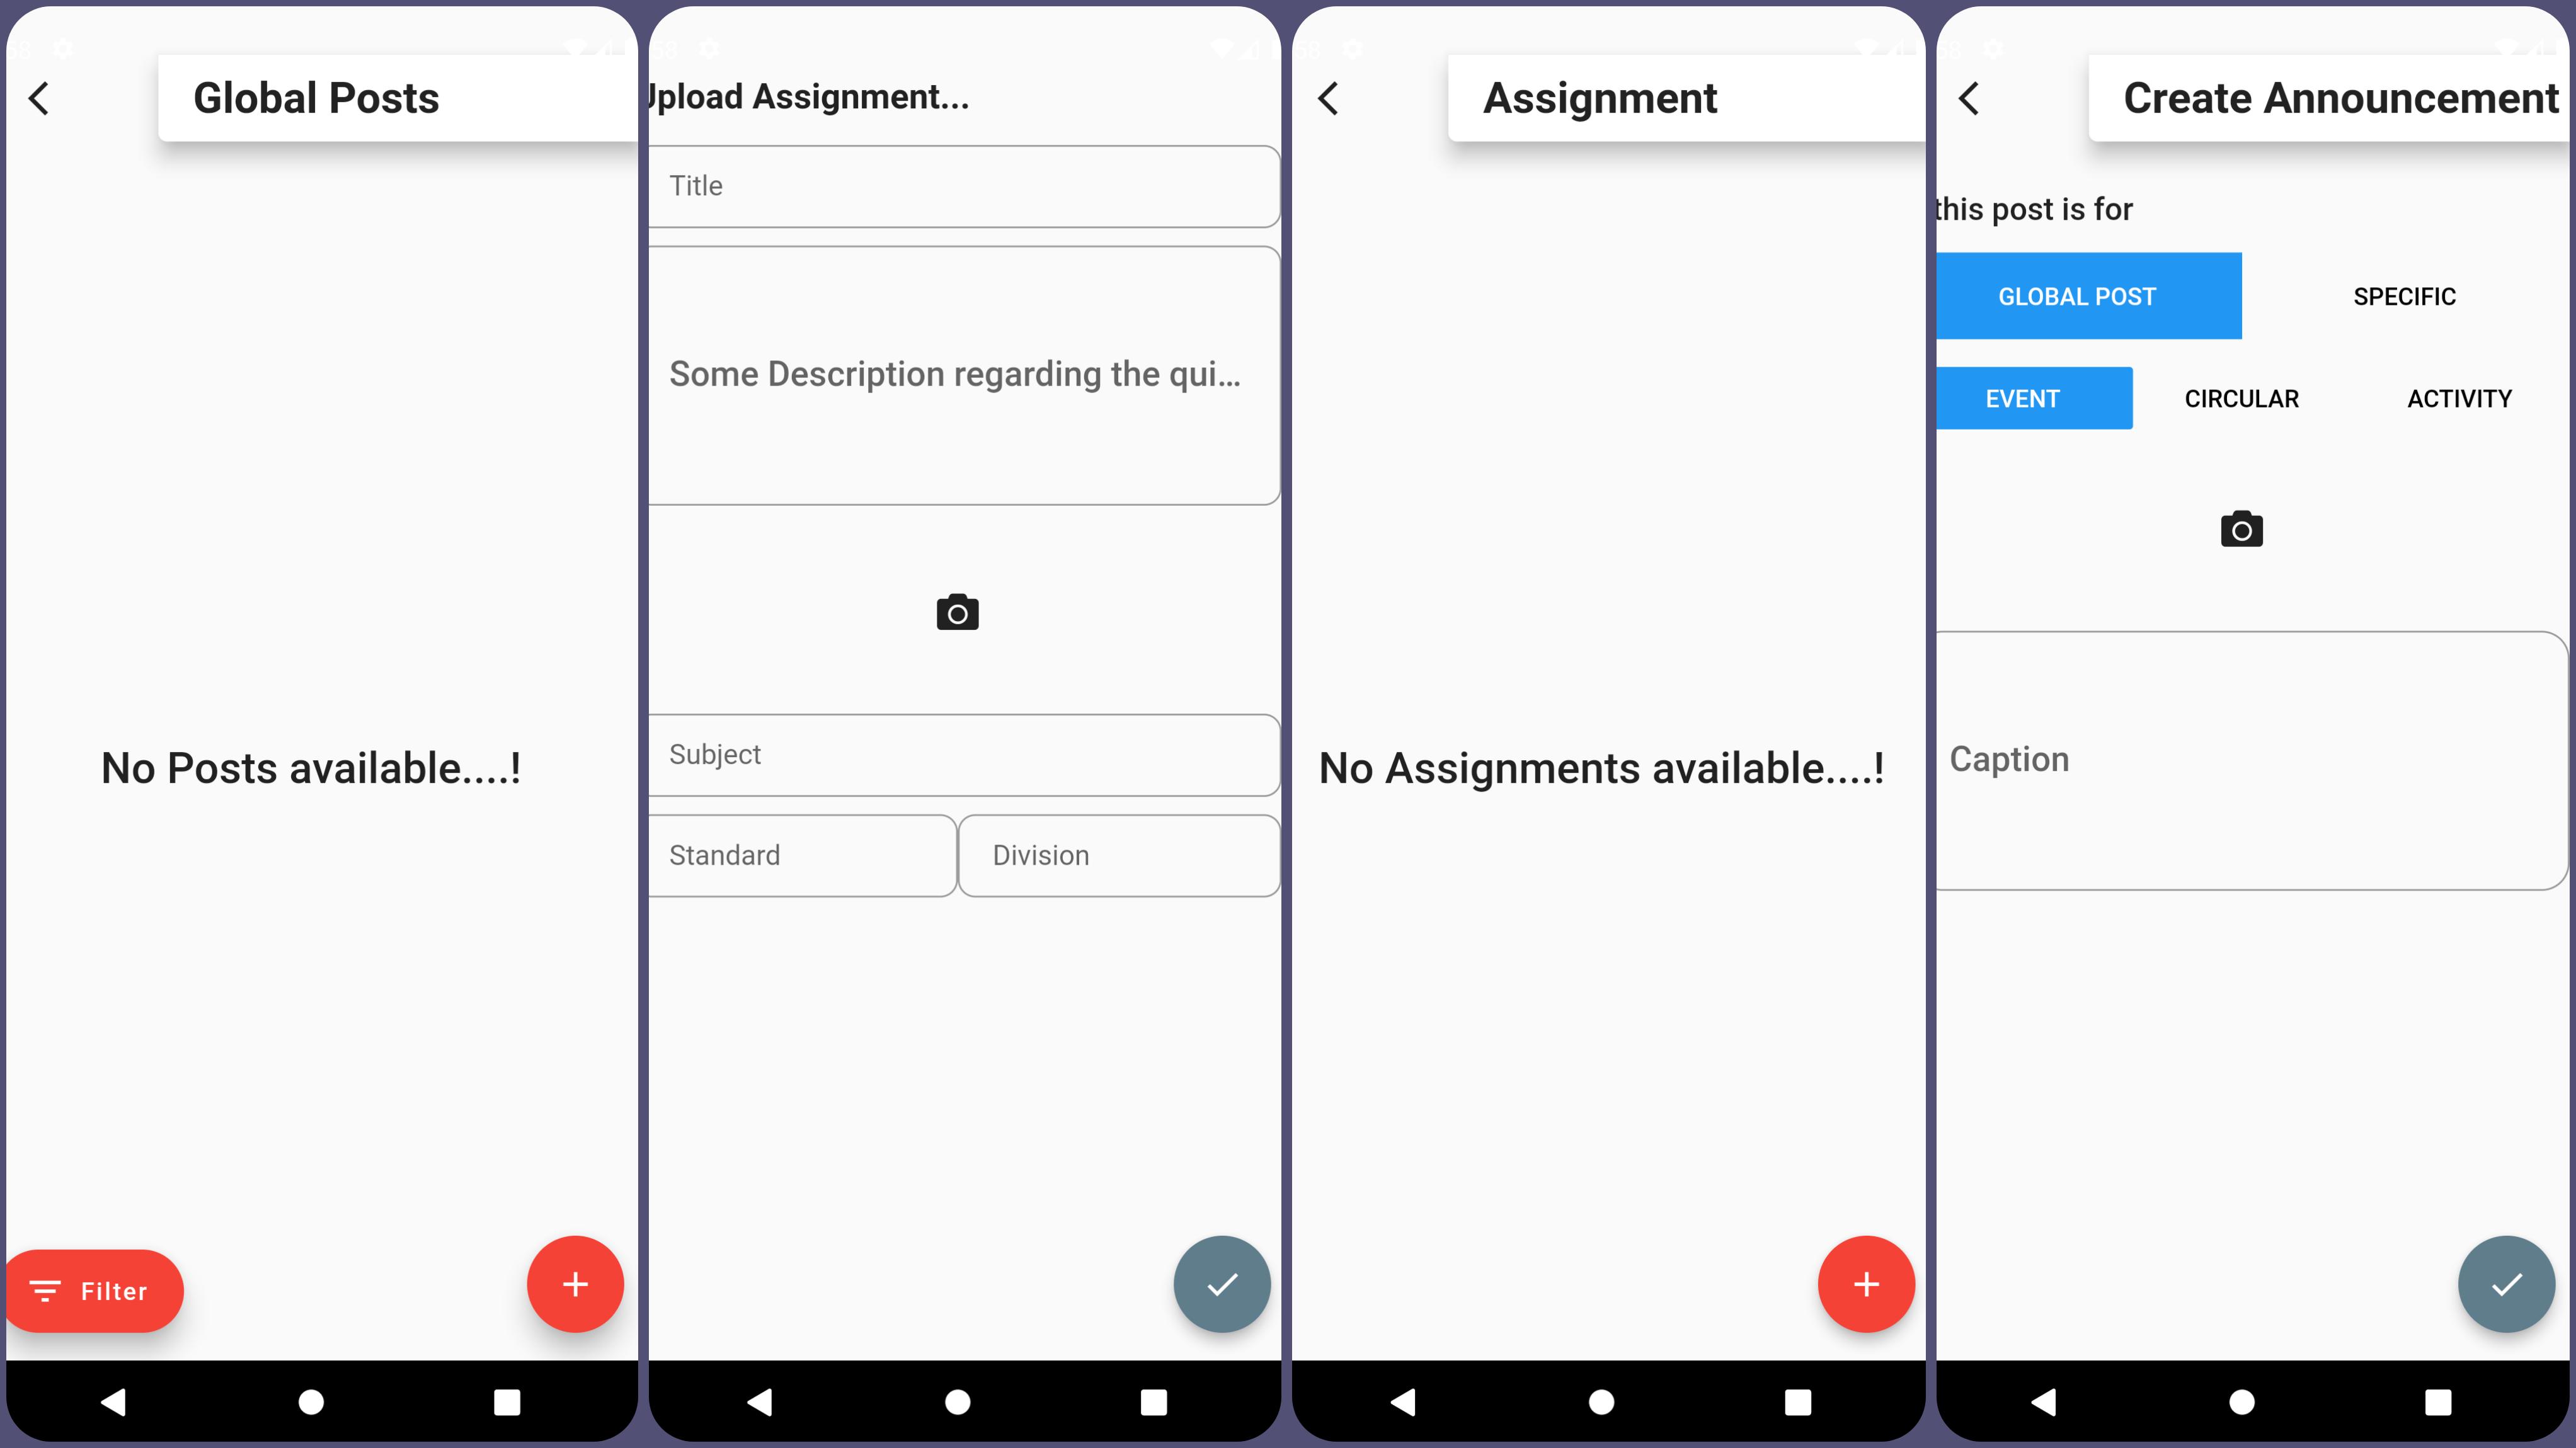 Global Posts
No Posts available....!
Filter
Upload Assignment...
Title
Some Description regarding the qui...
Subject
Standard Division
Assignment
No Assignments available....!
Create Announcement
this post is for
GLOBAL POST SPECIFIC
EVENT CIRCULAR ACTIVITY
Caption